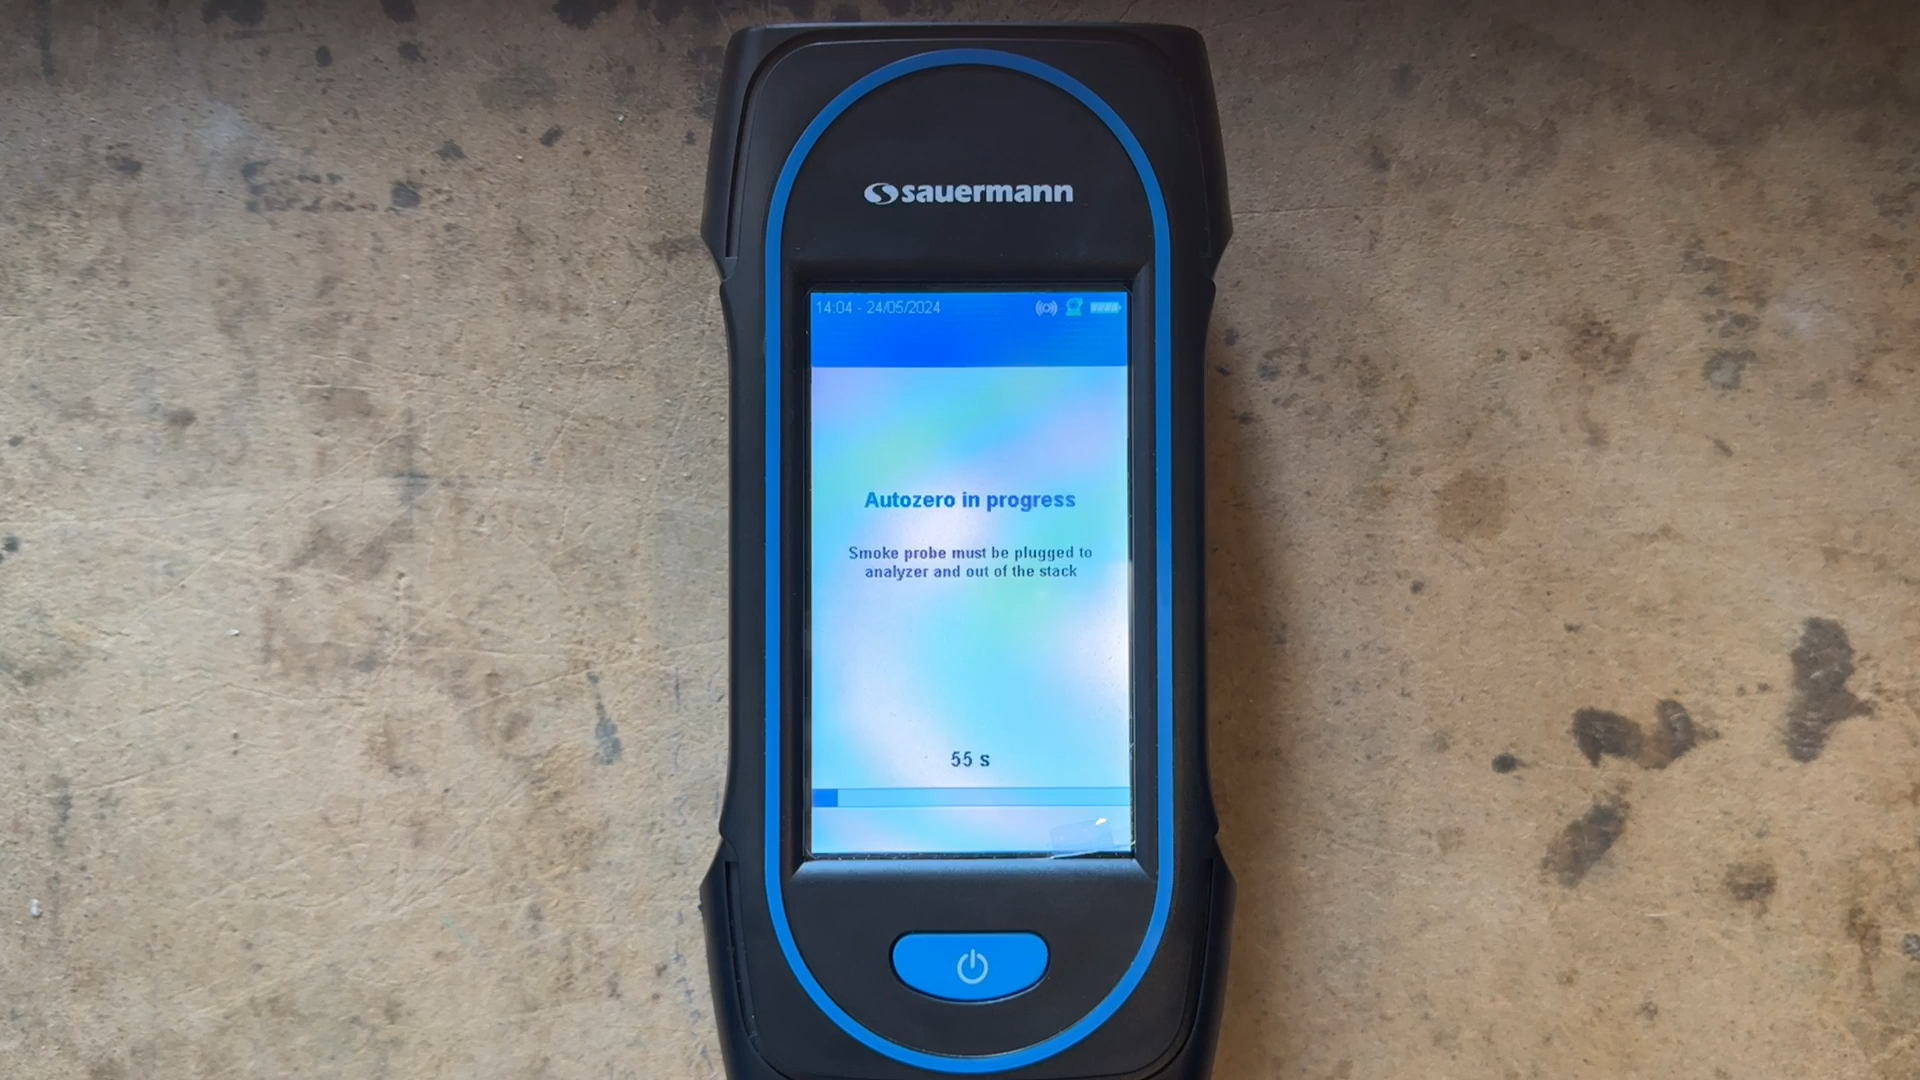 sauermann
14:04 - 24/05/2024
Autozero in progress
Smoke probe must be plugged to
analyzer and out of the stack
55 s